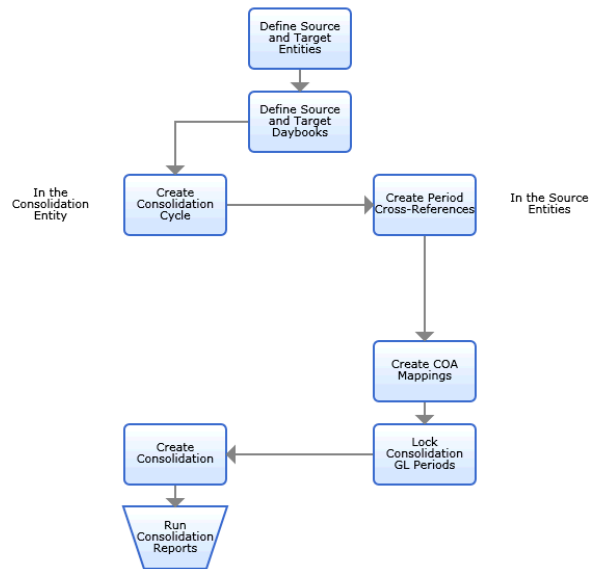 Define Source
and Target
Entities
Define Source
and Target
Daybooks
In the
Consolidation
Entity
Create
Consolidation
Cycle
Create Period
Cross-References
In the Source
Entities
Create COA
Mappings
Create
Consolidation
Lock
Consolidation
GL Periods
Run
Consolidation
Reports